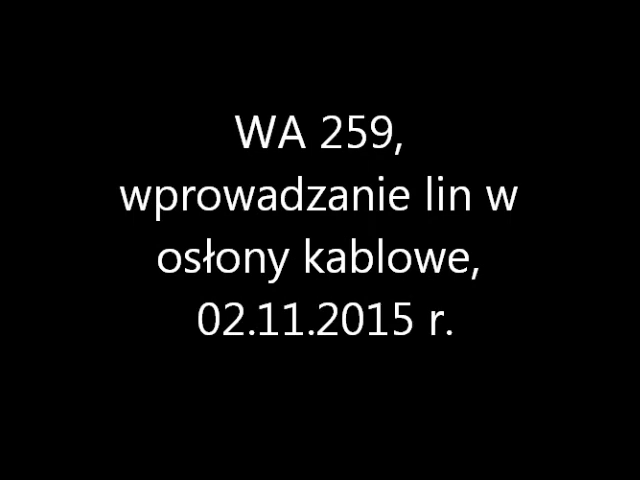 WA 259,
wprowadzanie lin w
osłony kablowe,
02.11.2015 r.